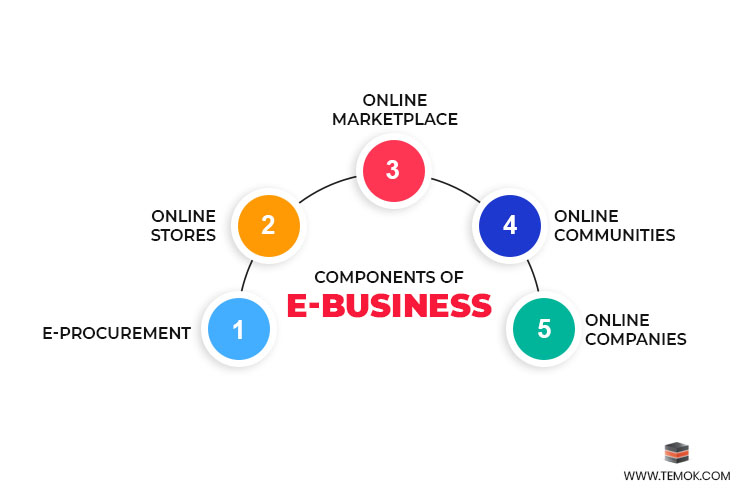 COMPONENTS OF
E-BUSINESS
1
E-PROCUREMENT
2
ONLINE
STORES
3
ONLINE
MARKETPLACE
4
ONLINE
COMMUNITIES
5
ONLINE
COMPANIES
WWW.TEMOK.COM